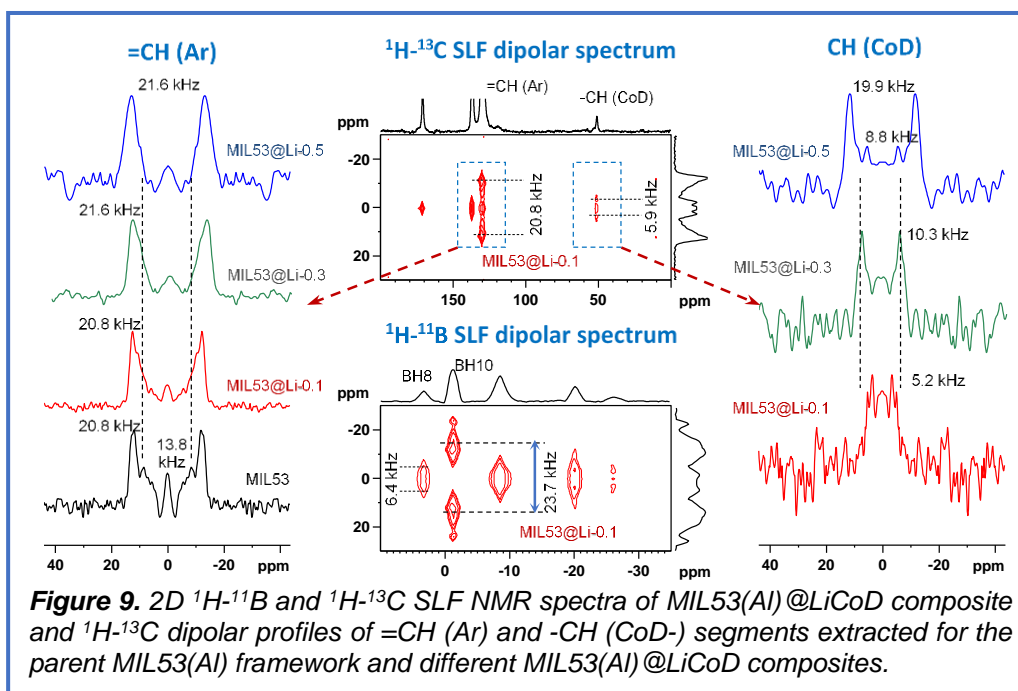 =CH (Ar)
21.6 kHz
MIL53@Li-0.5
21.6 kHz
MIL53@Li-0.3
20.8 kHz
MIL53@Li-0.1
20.8 kHz
13.8
kHz
MIL53
40 20 0 -20 ppm
¹H-¹³C SLF dipolar spectrum
=CH (Ar)
-CH (CoD)
ppm
-20
0
20
20.8 kHz
5.9 kHz
MIL53@Li-0.1
150 100 50 ppm
¹H-¹¹B SLF dipolar spectrum
BH8
BH10
ppm
-20
0
20
6.4 kHz
23.7 kHz
MIL53@Li-0.1
0 -10 -20 -30 ppm
CH (CoD)
19.9 kHz
8.8 kHz
MIL53@Li-0.5
10.3 kHz
MIL53@Li-0.3
5.2 kHz
MIL53@Li-0.1
40 20 0 -20 ppm
Figure 9. 2D ¹H-¹¹B and ¹H-¹³C SLF NMR spectra of MIL53(Al)@LiCoD composite
and ¹H-¹³C dipolar profiles of =CH (Ar) and -CH (CoD-) segments extracted for the
parent MIL53(Al) framework and different MIL53(Al)@LiCoD composites.